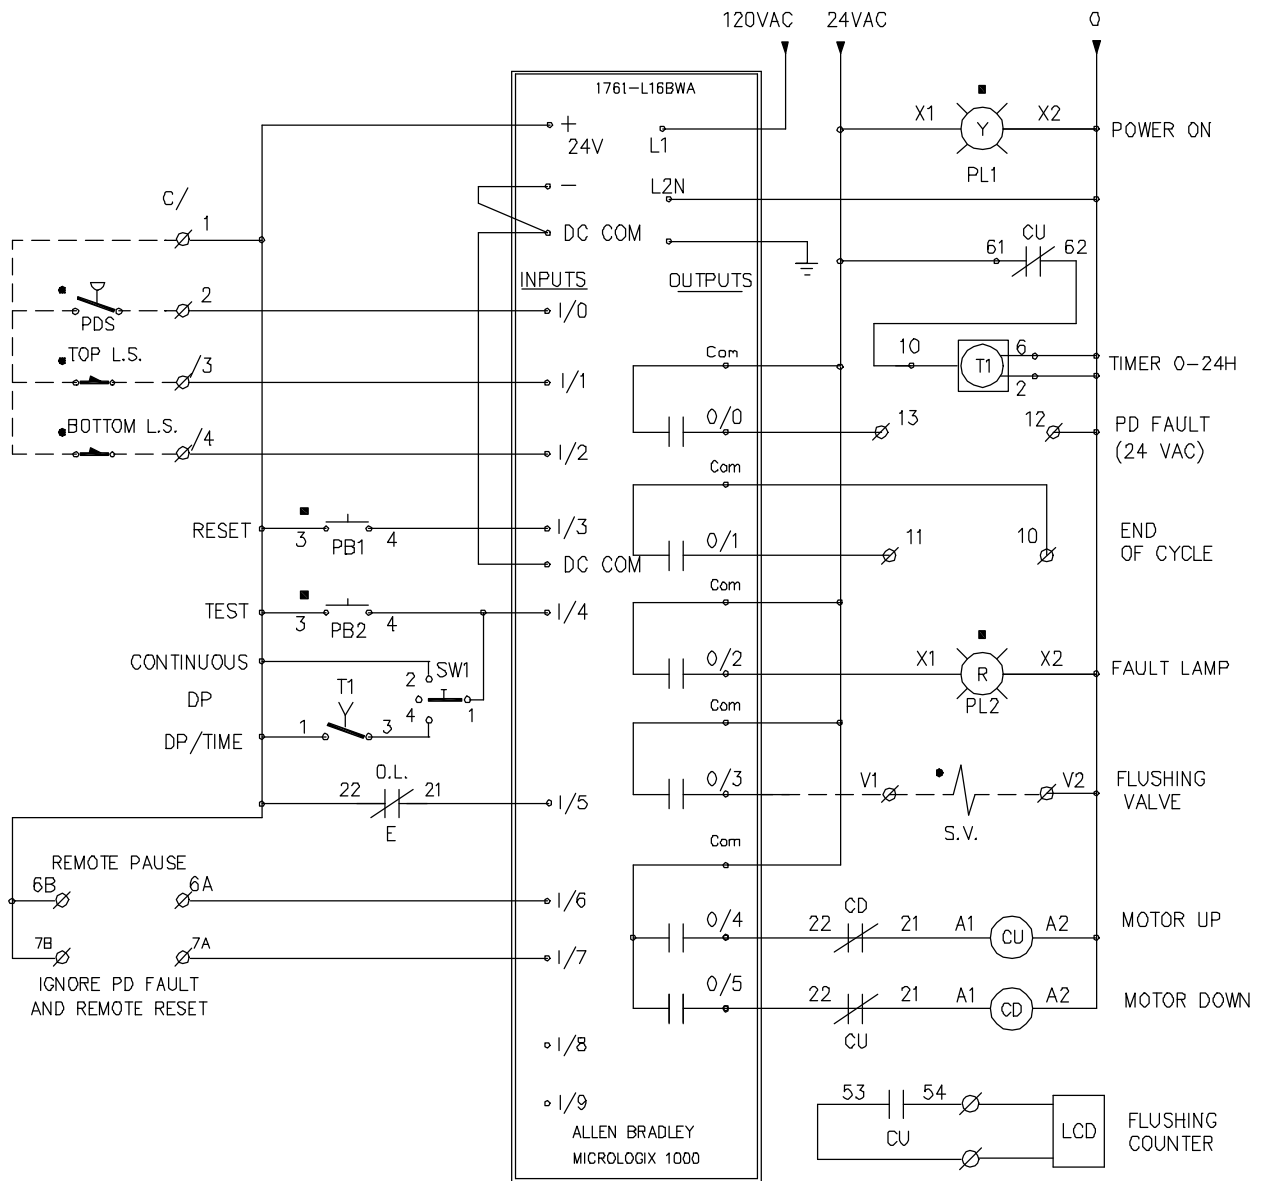 120VAC 24VAC 0
1761-L16BWA
+ L1 X1 Y X2 POWER ON
24V
PL1
- L2N
C/
1 DC COM
61 CU 62
INPUTS OUTPUTS
2 I/0
PDS
TOP L.S. /3 I/1 Com 10 T1 6 2 TIMER 0-24H
BOTTOM L.S. /4 I/2 O/0 13 12 PD FAULT
(24 VAC)
Com
RESET 3 PB1 4 I/3 O/1 11 10 END
OF CYCLE
DC COM
Com
TEST 3 PB2 4 I/4
CONTINUOUS 2 SW1 O/2 X1 R X2 FAULT LAMP
PL2
DP T1 4 1 Com
DP/TIME 1 3
O.L.
22 21 I/5 O/3 V1 V2 FLUSHING
VALVE
E S.V.
Com
REMOTE PAUSE
6B 6A I/6
O/4 22 CD 21 A1 CU A2 MOTOR UP
7B 7A I/7
IGNORE PD FAULT
AND REMOTE RESET
O/5 22 21 A1 CD A2 MOTOR DOWN
CU
I/8
I/9
53 54 LCD FLUSHING
COUNTER
CU
ALLEN BRADLEY
MICROLOGIX 1000